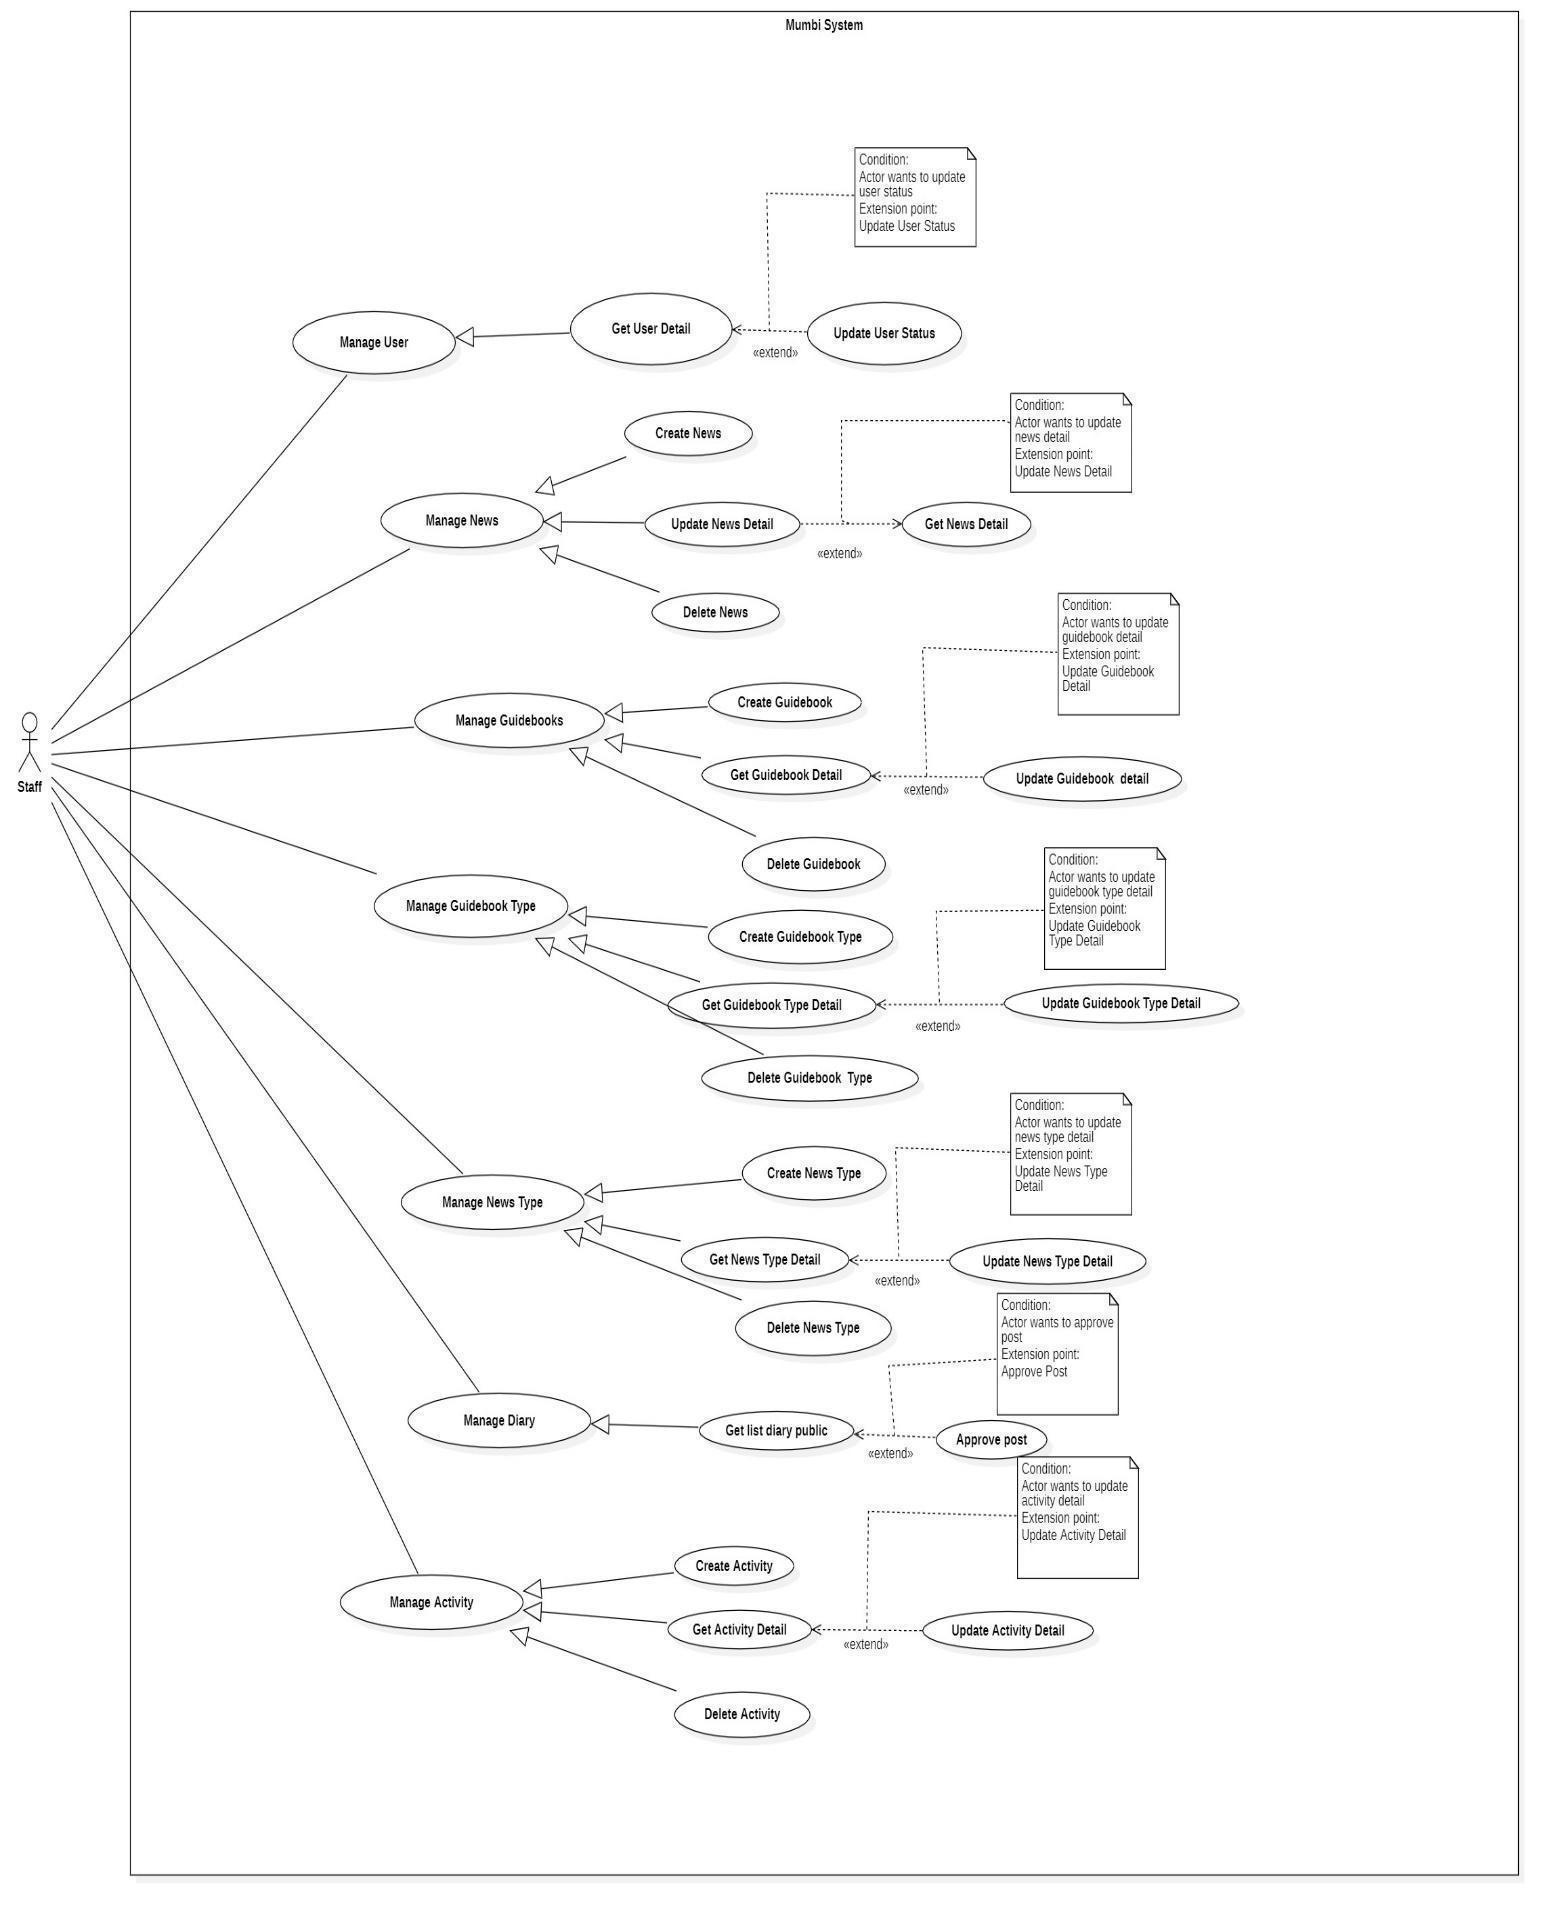 Mumbi System
Condition:
Actor wants to update
user status
Extension point:
Update User Status
Manage User
Get User Detail
«extend»
Update User Status
Create News
Condition:
Actor wants to update
news detail
Extension point:
Update News Detail
Manage News
Update News Detail
«extend»
Get News Detail
Delete News
Condition:
Actor wants to update
guidebook detail
Extension point:
Update Guidebook
Detail
Staff
Manage Guidebooks
Create Guidebook
Get Guidebook Detail
«extend»
Update Guidebook  detail
Delete Guidebook
Condition:
Actor wants to update
guidebook type detail
Extension point:
Update Guidebook
Type Detail
Manage Guidebook Type
Create Guidebook Type
Get Guidebook Type Detail
«extend»
Update Guidebook Type Detail
Delete Guidebook  Type
Condition:
Actor wants to update
news type detail
Extension point:
Update News Type
Detail
Manage News Type
Create News Type
Get News Type Detail
«extend»
Update News Type Detail
Delete News Type
Condition:
Actor wants to approve
post
Extension point:
Approve Post
Manage Diary
Get list diary public
«extend»
Approve post
Condition:
Actor wants to update
activity detail
Extension point:
Update Activity Detail
Manage Activity
Create Activity
Get Activity Detail
«extend»
Update Activity Detail
Delete Activity